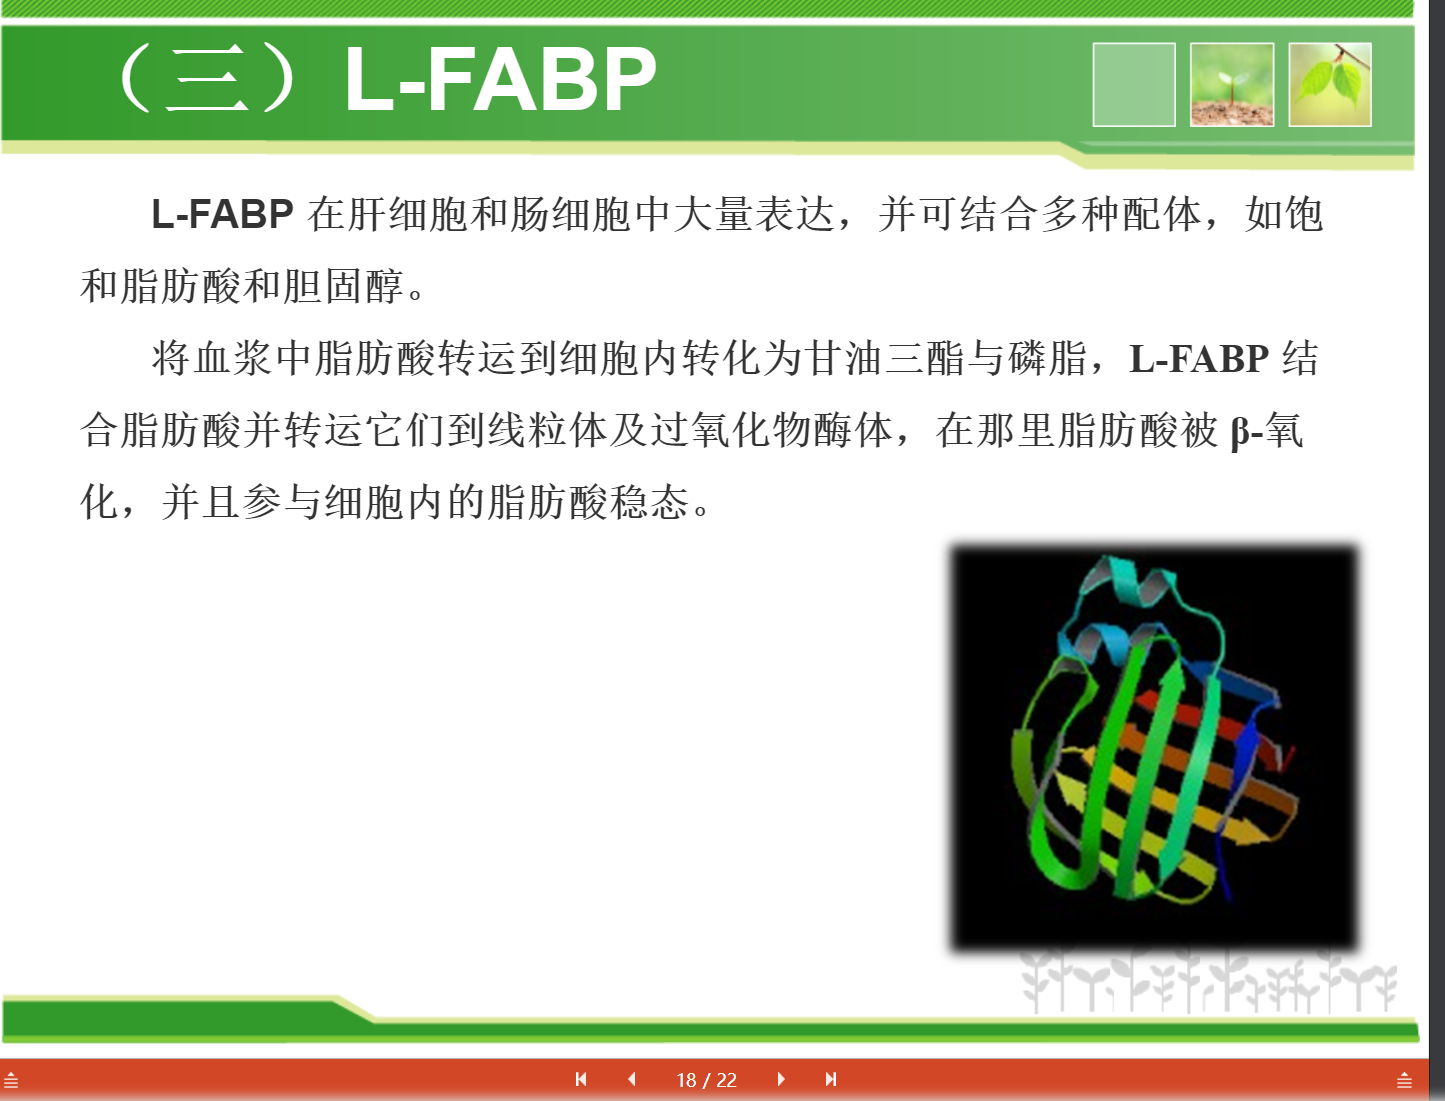 （三）L-FABP
L-FABP 在肝细胞和肠细胞中大量表达，并可结合多种配体，如饱
和脂肪酸和胆固醇。
将血浆中脂肪酸转运到细胞内转化为甘油三酯与磷脂，L-FABP 结
合脂肪酸并转运它们到线粒体及过氧化物酶体，在那里脂肪酸被 β-氧
化，并且参与细胞内的脂肪酸稳态。
18 / 22